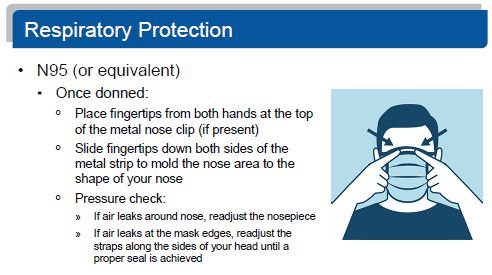 Respiratory Protection
• N95 (or equivalent)
▪ Once donned:
o Place fingertips from both hands at the top
of the metal nose clip (if present)
o Slide fingertips down both sides of the
metal strip to mold the nose area to the
shape of your nose
o Pressure check:
» If air leaks around nose, readjust the nosepiece
» If air leaks at the mask edges, readjust the
straps along the sides of your head until a
proper seal is achieved